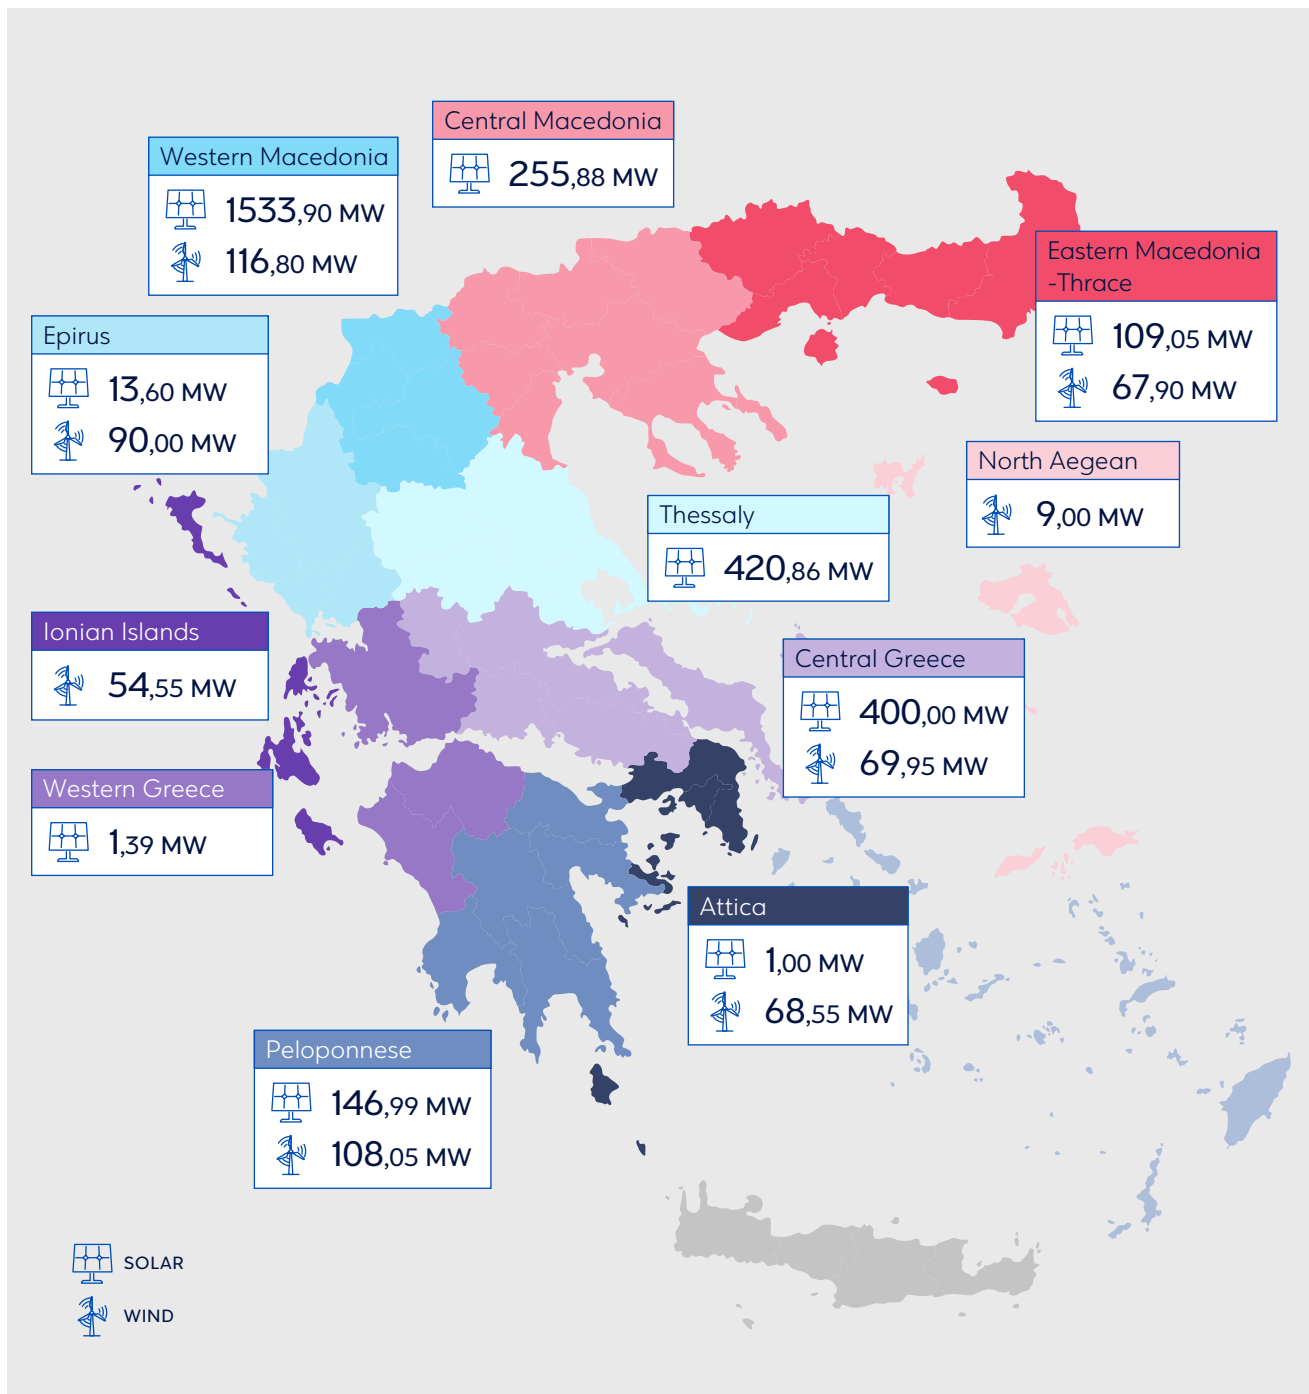 Central Macedonia
255,88 MW
Western Macedonia
1533,90 MW
116,80 MW
Eastern Macedonia
-Thrace
109,05 MW
67,90 MW
Epirus
13,60 MW
90,00 MW
North Aegean
9,00 MW
Thessaly
420,86 MW
Ionian Islands
54,55 MW
Central Greece
400,00 MW
69,95 MW
Western Greece
1,39 MW
Attica
1,00 MW
68,55 MW
Peloponnese
146,99 MW
108,05 MW
SOLAR
WIND